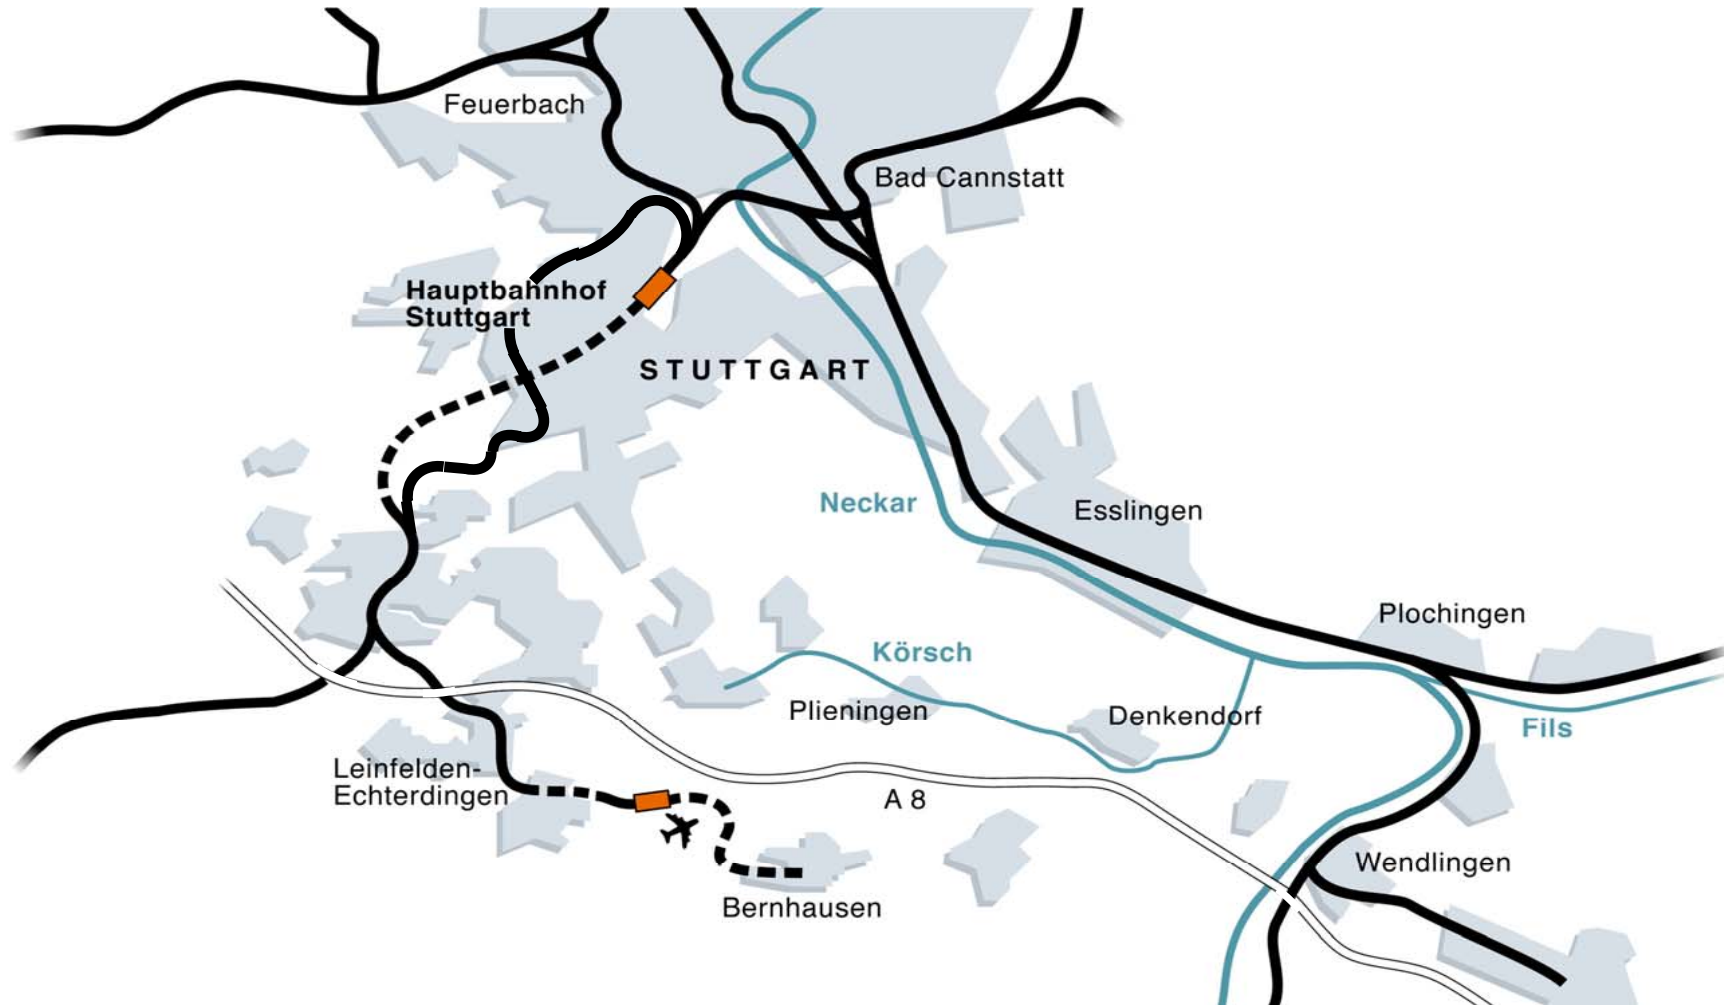 Feuerbach
Bad Cannstatt
Hauptbahnhof
Stuttgart
STUTTGART
Neckar
Esslingen
Plochingen
Körsch
Plieningen
Denkendorf
Fils
Leinfelden-
Echterdingen
A 8
Wendlingen
Bernhausen